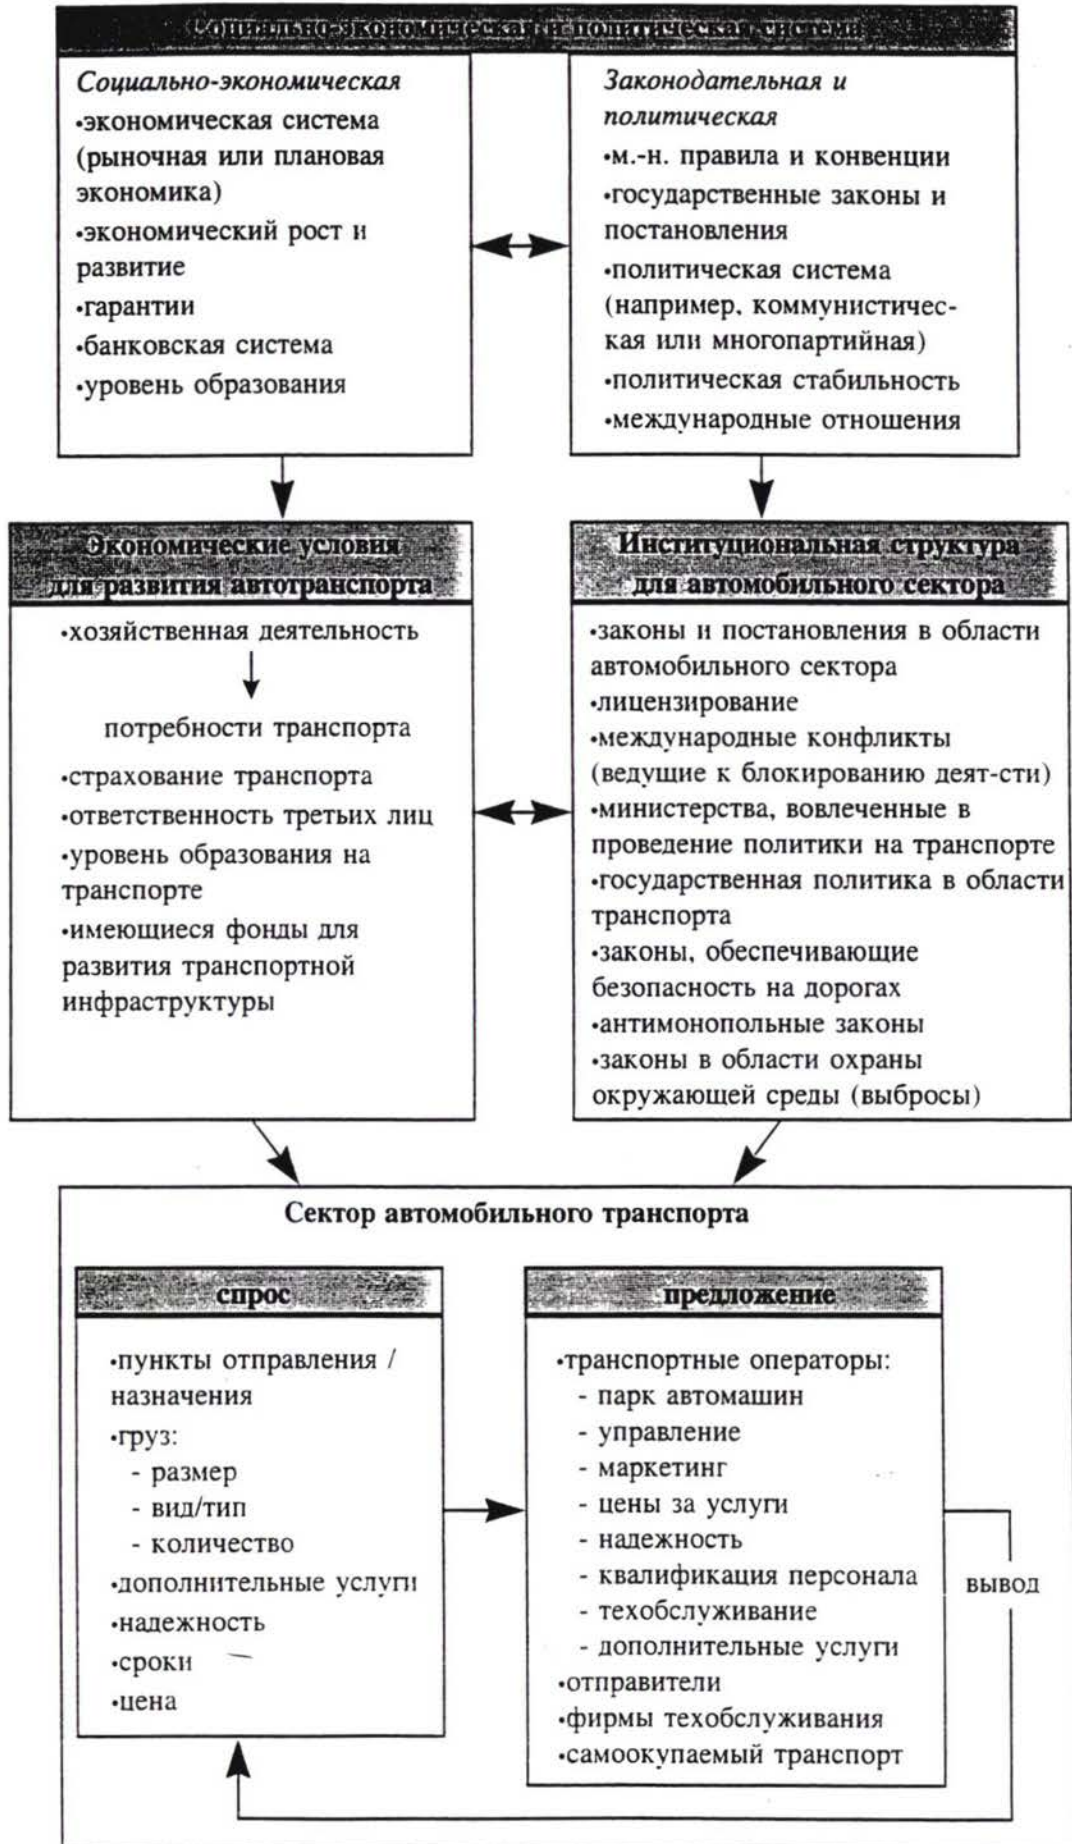 Социально-экономическая и политическая система
Социально-экономическая
•экономическая система
(рыночная или плановая
экономика)
•экономический рост и
развитие
•гарантии
•банковская система
•уровень образования
Законодательная и
политическая
•м.-н. правила и конвенции
•государственные законы и
постановления
•политическая система
(например, коммунистичес-
кая или многопартийная)
•политическая стабильность
•международные отношения
Экономические условия
для развития автотранспорта
•хозяйственная деятельность
потребности транспорта
•страхование транспорта
•ответственность третьих лиц
•уровень образования на
транспорте
•имеющиеся фонды для
развития транспортной
инфраструктуры
Институциональная структура
для автомобильного сектора
•законы и постановления в области
автомобильного сектора
•лицензирование
•международные конфликты
(ведущие к блокированию деят-сти)
•министерства, вовлеченные в
проведение политики на транспорте
•государственная политика в области
транспорта
•законы, обеспечивающие
безопасность на дорогах
•антимонопольные законы
•законы в области охраны
окружающей среды (выбросы)
Сектор автомобильного транспорта
спрос
•пункты отправления /
назначения
•груз:
- размер
- вид/тип
- количество
•дополнительные услуги
•надежность
•сроки
•цена
предложение
•транспортные операторы:
- парк автомашин
- управление
- маркетинг
- цены за услуги
- надежность
- квалификация персонала
- техобслуживание
- дополнительные услуги
•отправители
•фирмы техобслуживания
•самоокупаемый транспорт
вывод